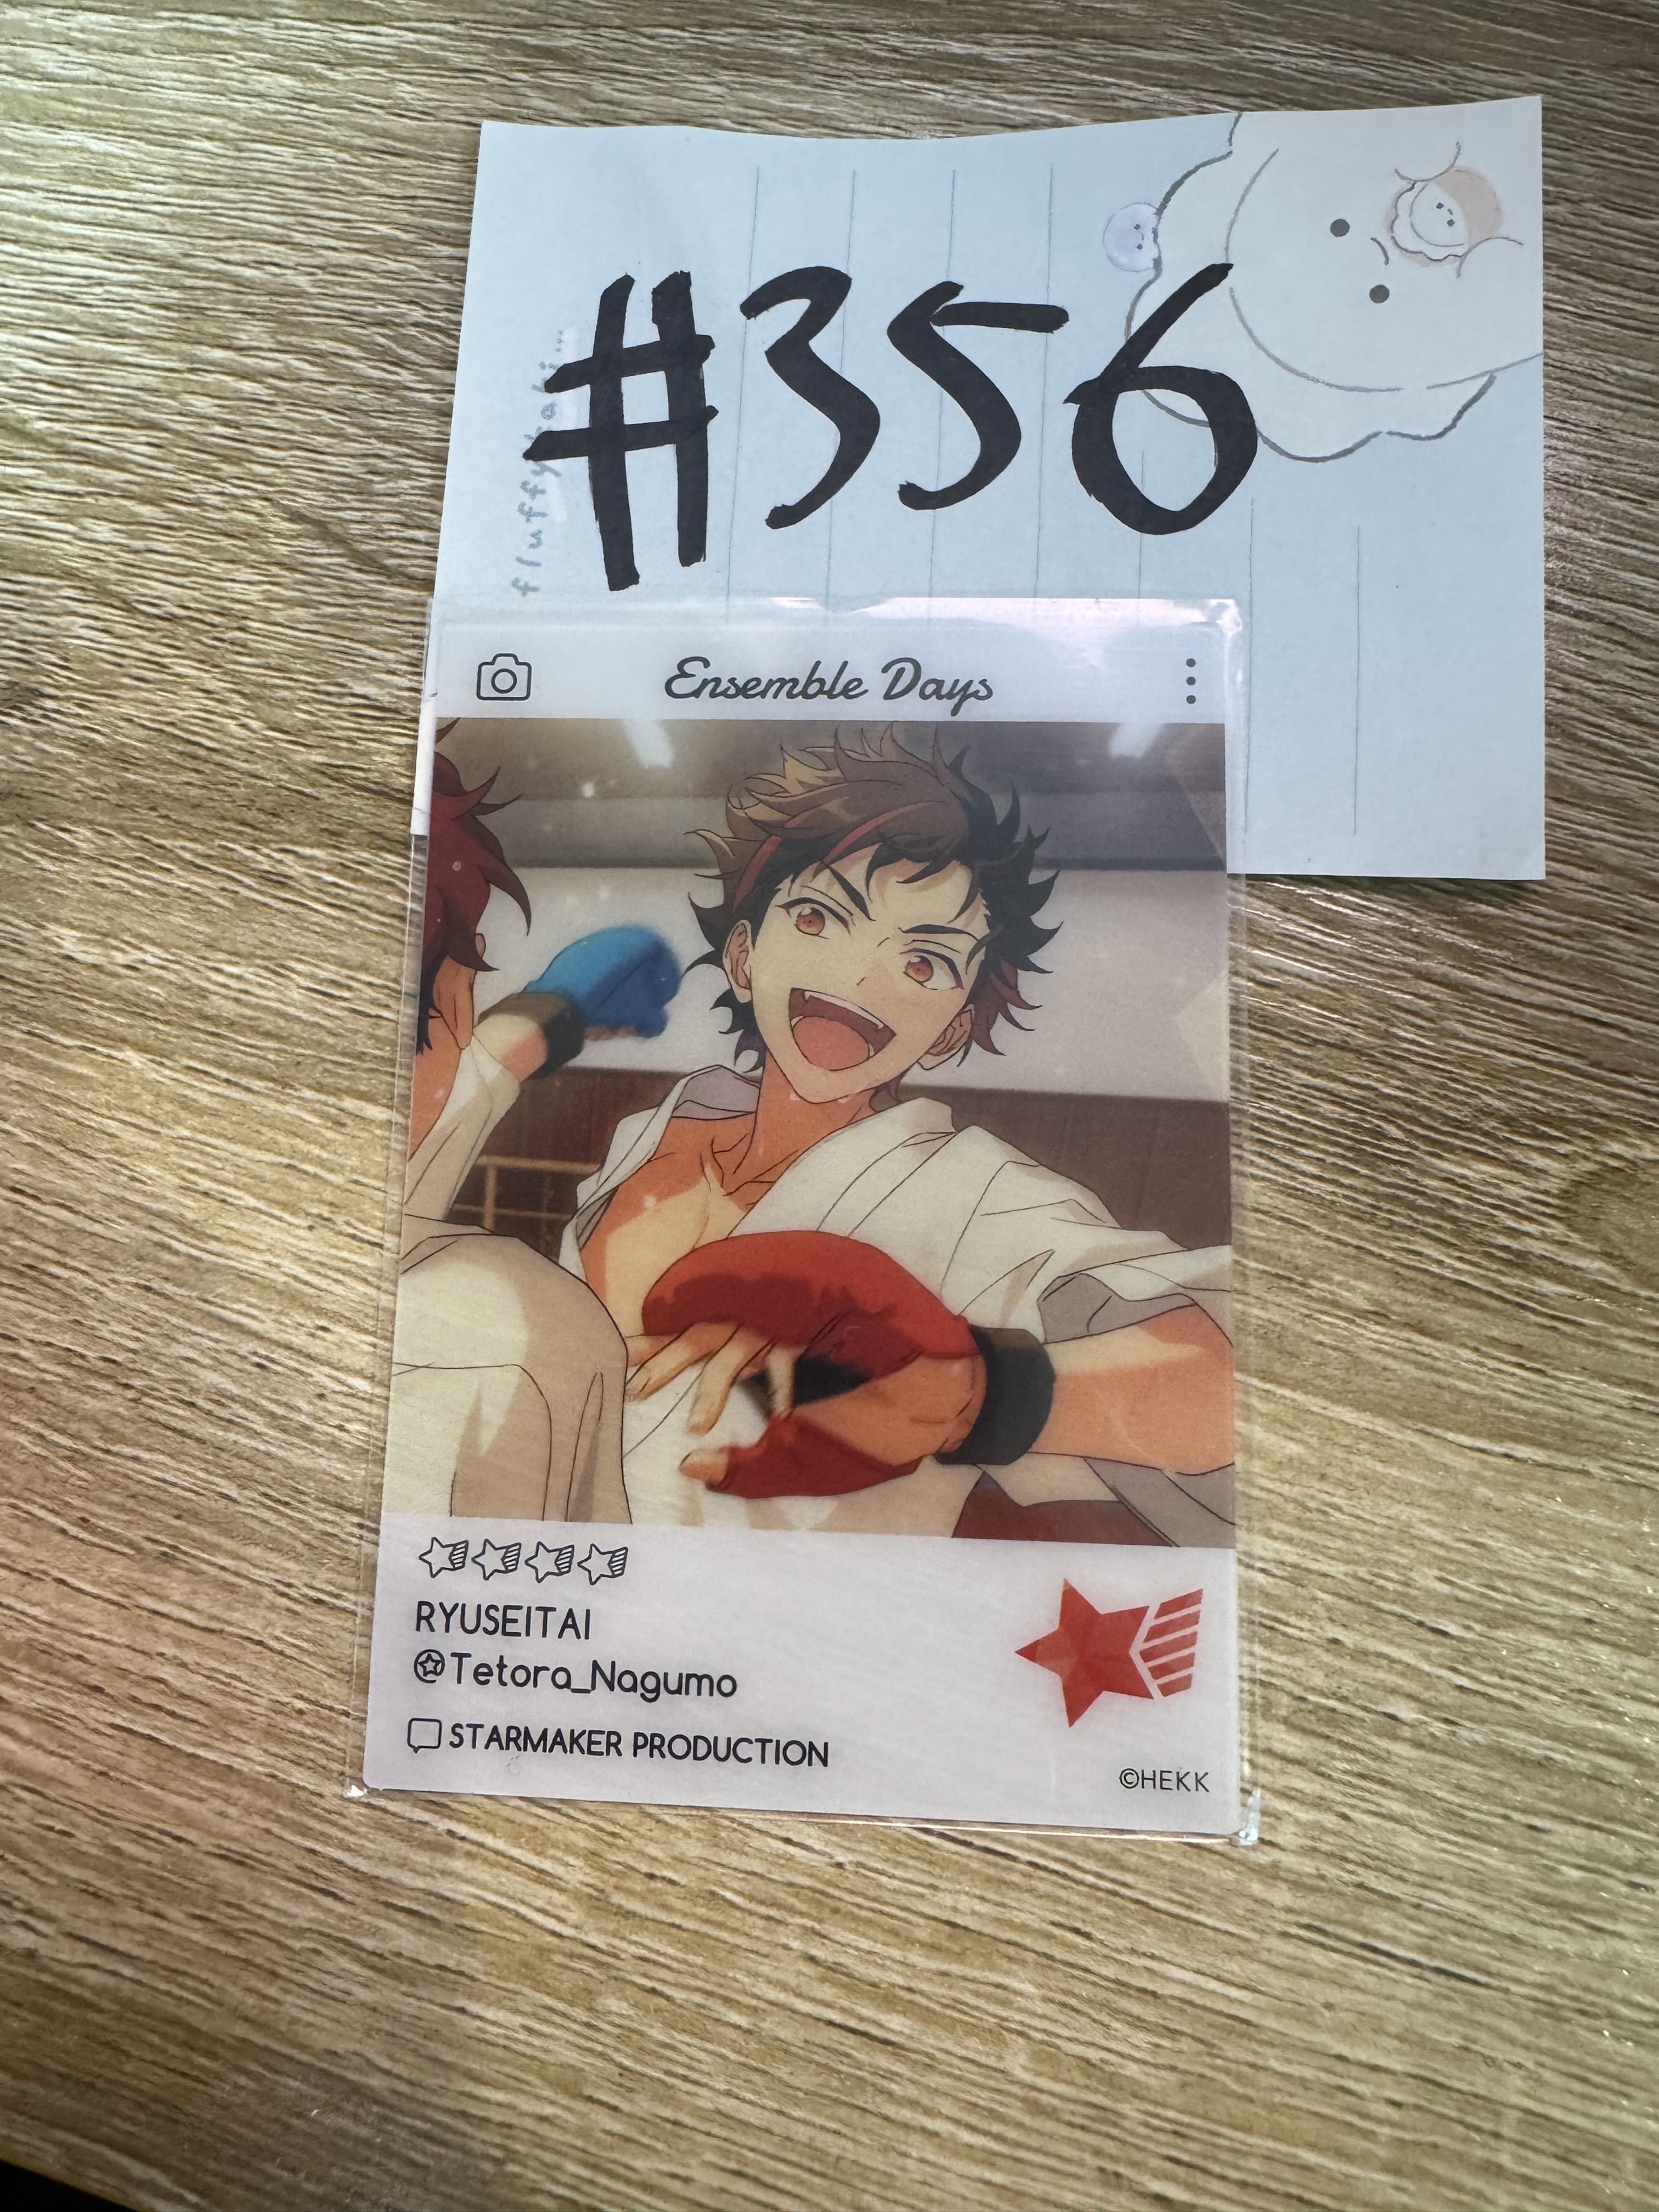 #356
Ensemble Days
RYUSEITAI
@Tetora_Nagumo
STARMAKER PRODUCTION
©HEKK